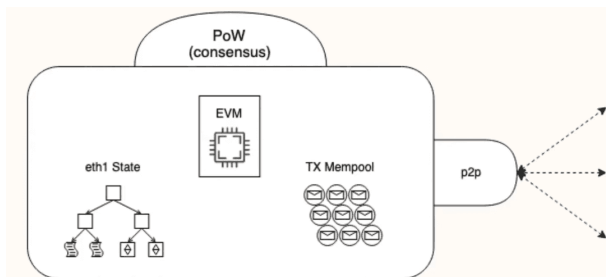 PoW
(consensus)
EVM
eth1 State
TX Mempool
p2p